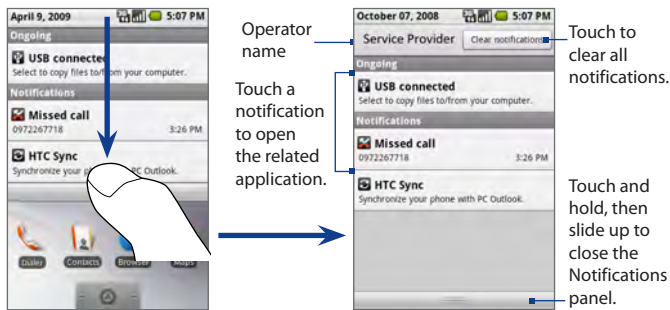 April 9, 2009 5:07 PM
Ongoing
USB connected
Select to copy files to/from your computer.
Notifications
Missed call
0972267718 3:26 PM
HTC Sync
Synchronize your ph PC Outlook.
Dialer Contacts Browser Maps
Operator
name
Touch a
notification
to open
the related
application.
October 07, 2008 5:07 PM
Service Provider Clear notifications
Ongoing
USB connected
Select to copy files to/from your computer.
Notifications
Missed call
0972267718 3:26 PM
HTC Sync
Synchronize your phone with PC Outlook.
Touch to
clear all
notifications.
Touch and
hold, then
slide up to
close the
Notifications
panel.